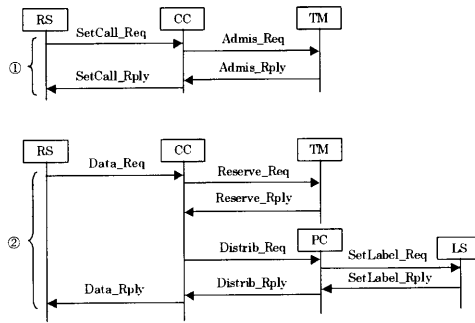 RS CC TM
SetCall_Req
Admis_Req
①
SetCall_Rply
Admis_Rply
RS CC TM
Data_Req
Reserve_Req
Reserve_Rply
②
PC LS
Distrib_Req
SetLabel_Req
Data_Rply
Distrib_Rply
SetLabel_Rply